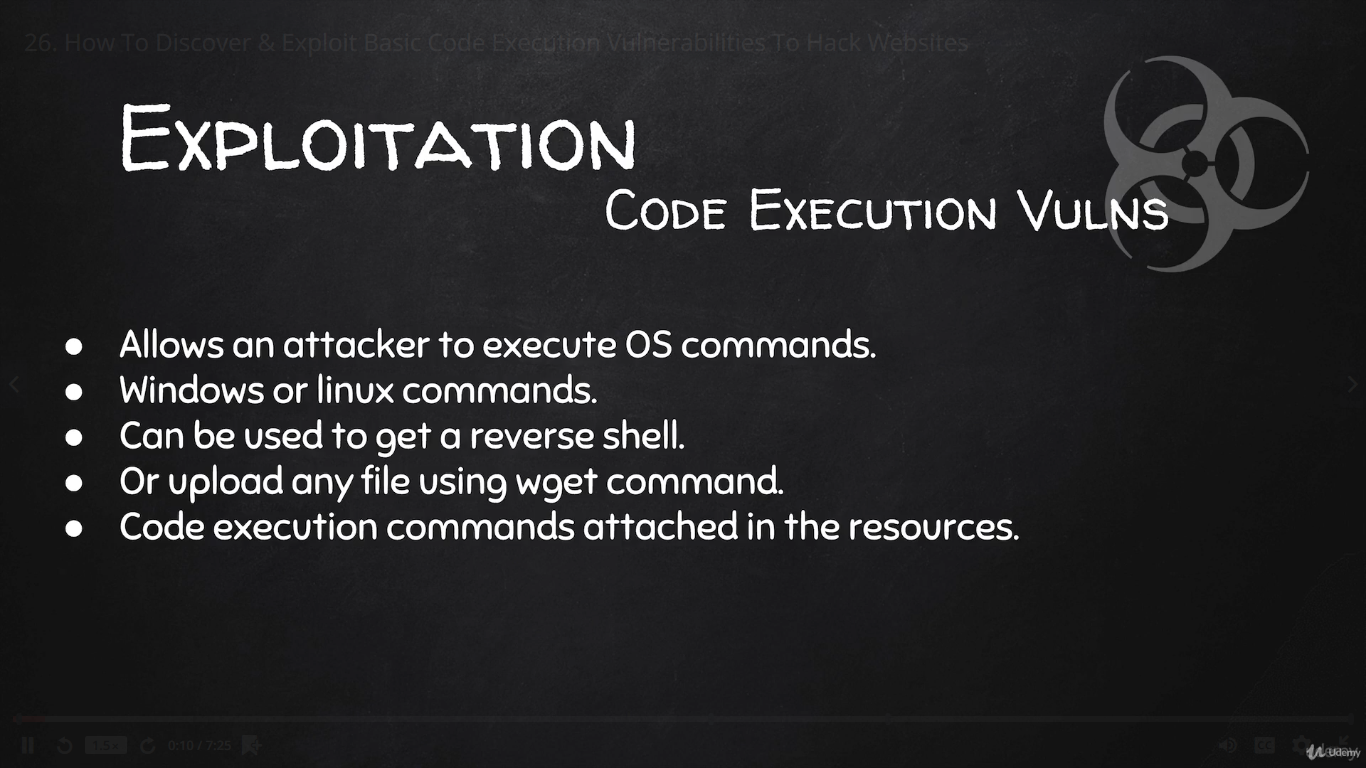 26. How To Discover & Exploit Basic Code Execution Vulnerabilities To Hack Websites
Exploitation
Code Execution Vulns
● Allows an attacker to execute OS commands.
● Windows or linux commands.
● Can be used to get a reverse shell.
● Or upload any file using wget command.
● Code execution commands attached in the resources.
1.5x 0:10 / 7:25 CC
Udemy